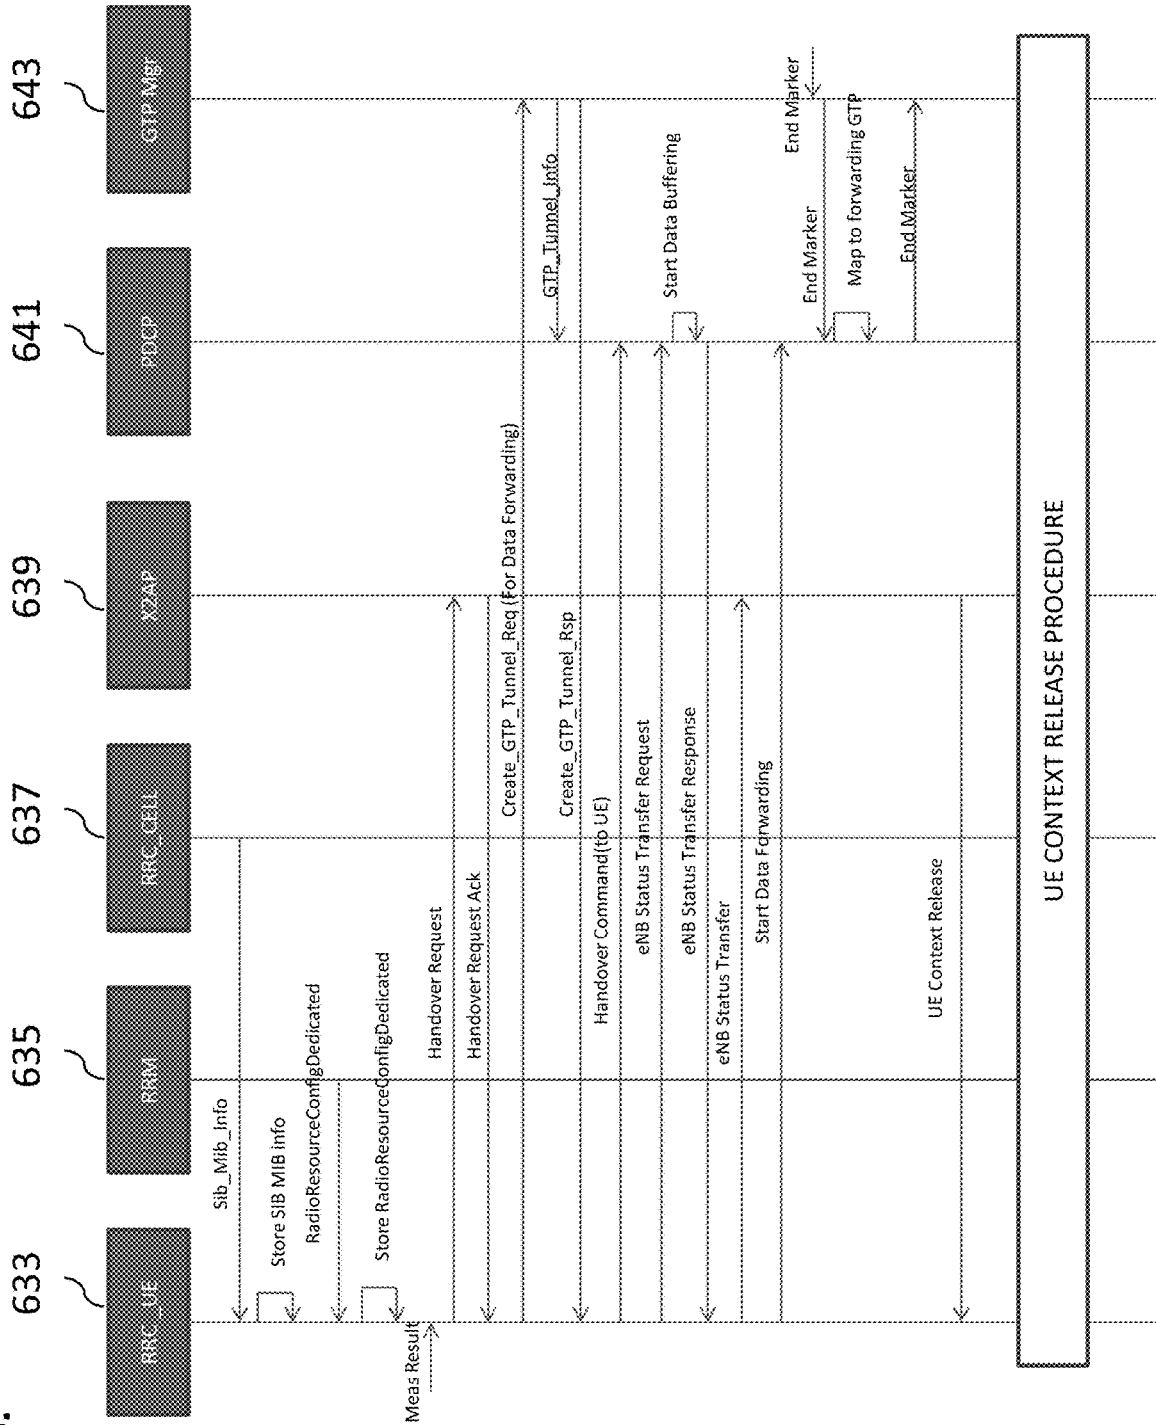 633
635
637
639
641
643
RRC_UE
RRM
RRC_CELL
X2AP
PDCP
GTP Mgr
Sib_Mib_Info
Store SIB MIB info
RadioResourceConfigDedicated
Store RadioResourceConfigDedicated
Meas Result
Handover Request
Handover Request Ack
Create_GTP_Tunnel_Req (For Data Forwarding)
GTP_Tunnel_Info
Create_GTP_Tunnel_Rsp
Handover Command(to UE)
eNB Status Transfer Request
Start Data Buffering
eNB Status Transfer Response
eNB Status Transfer
Start Data Forwarding
End Marker
End Marker
Map to forwarding GTP
End Marker
UE Context Release
UE CONTEXT RELEASE PROCEDURE